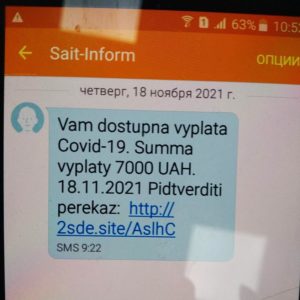 63% 10:5
Sait-Inform
ОПЦИИ
четверг, 18 ноября 2021 г.
Vam dostupna vyplata
Covid-19. Summa
vyplaty 7000 UAH.
18.11.2021 Pidtverditi
perekaz: http://
2sde.site/AslhC
SMS 9:22